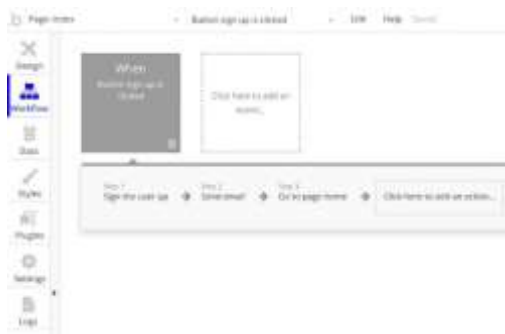 Page: index
Button sign up is clicked
Edit
Help
Saved
Design
Workflow
Data
Styles
Plugins
Settings
Logs
When
Button sign up is
clicked
Click here to add an
event...
Step 1
Sign the user up
Step 2
Send email
Step 3
Go to page home
Click here to add an action...